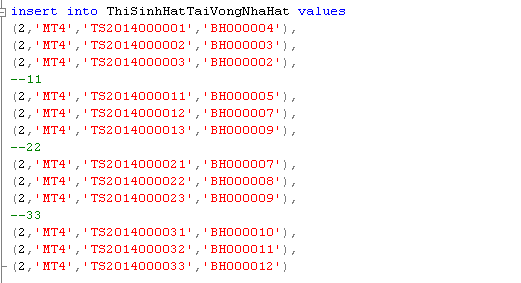 insert into ThiSinhHatTaiVongNhaHat values
(2,'MT4','TS2014000001','BH000004'),
(2,'MT4','TS2014000002','BH000003'),
(2,'MT4','TS2014000003','BH000002'),
--11
(2,'MT4','TS2014000011','BH000005'),
(2,'MT4','TS2014000012','BH000007'),
(2,'MT4','TS2014000013','BH000009'),
--22
(2,'MT4','TS2014000021','BH000007'),
(2,'MT4','TS2014000022','BH000008'),
(2,'MT4','TS2014000023','BH000009'),
--33
(2,'MT4','TS2014000031','BH000010'),
(2,'MT4','TS2014000032','BH000011'),
(2,'MT4','TS2014000033','BH000012')